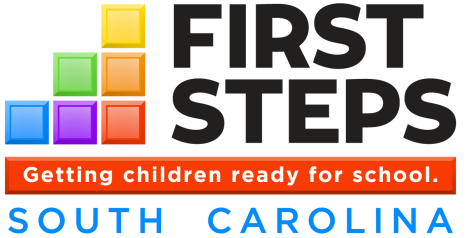 FIRST
STEPS
Getting children ready for school.
SOUTH CAROLINA